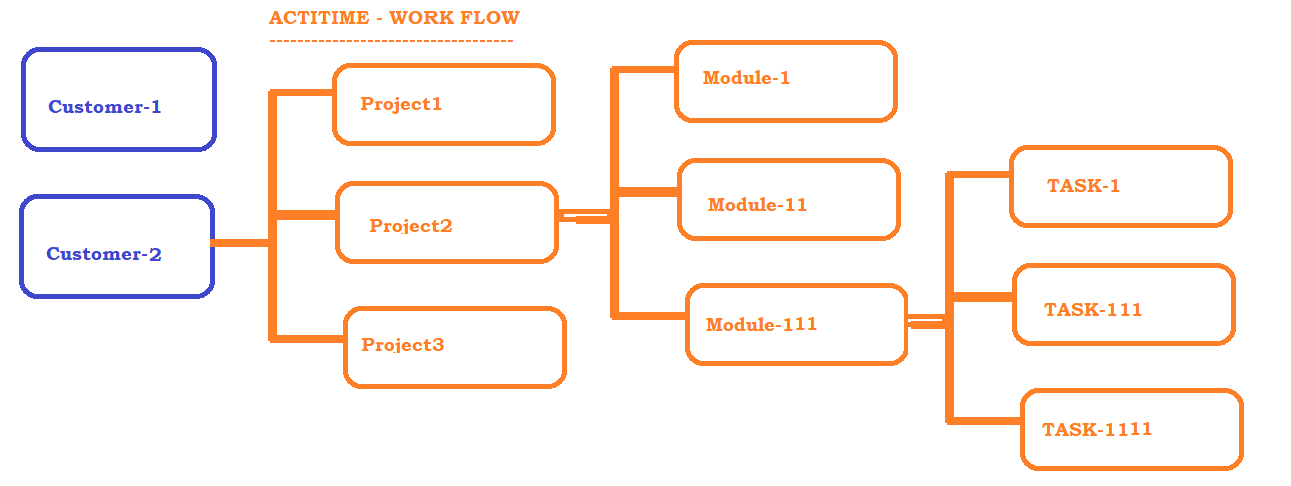 ACTITIME - WORK FLOW
-----------------------------------
Customer-1
Customer-2
Project1
Project2
Project3
Module-1
Module-11
Module-111
TASK-1
TASK-111
TASK-1111